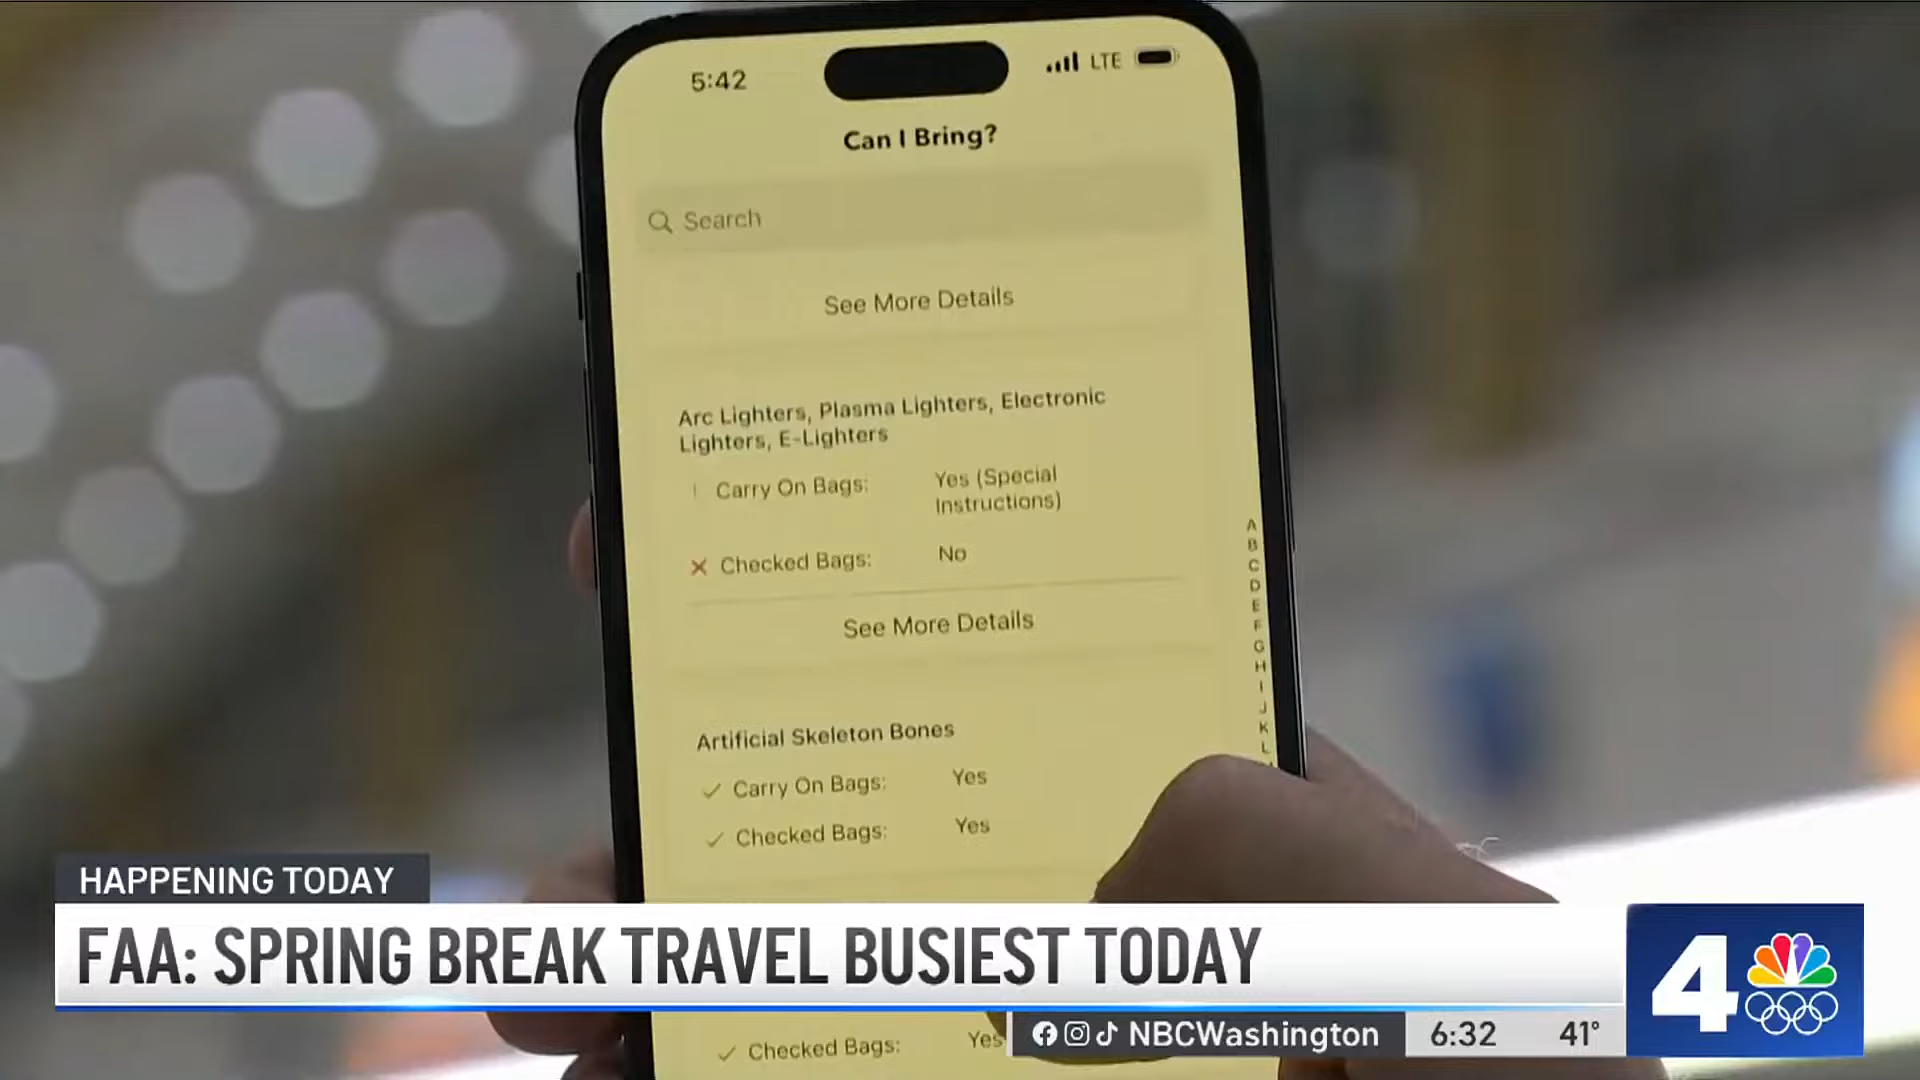 5:42
LTE
Can I Bring?
Search
See More Details
Arc Lighters, Plasma Lighters, Electronic
Lighters, E-Lighters
! Carry On Bags: Yes (Special
Instructions)
× Checked Bags: No
See More Details
Artificial Skeleton Bones
✓ Carry On Bags: Yes
✓ Checked Bags: Yes
A
B
C
D
E
F
G
H
I
J
K
L
HAPPENING TODAY
FAA: SPRING BREAK TRAVEL BUSIEST TODAY
4
NBCWashington
6:32 41°
✓ Checked Bags: Yes